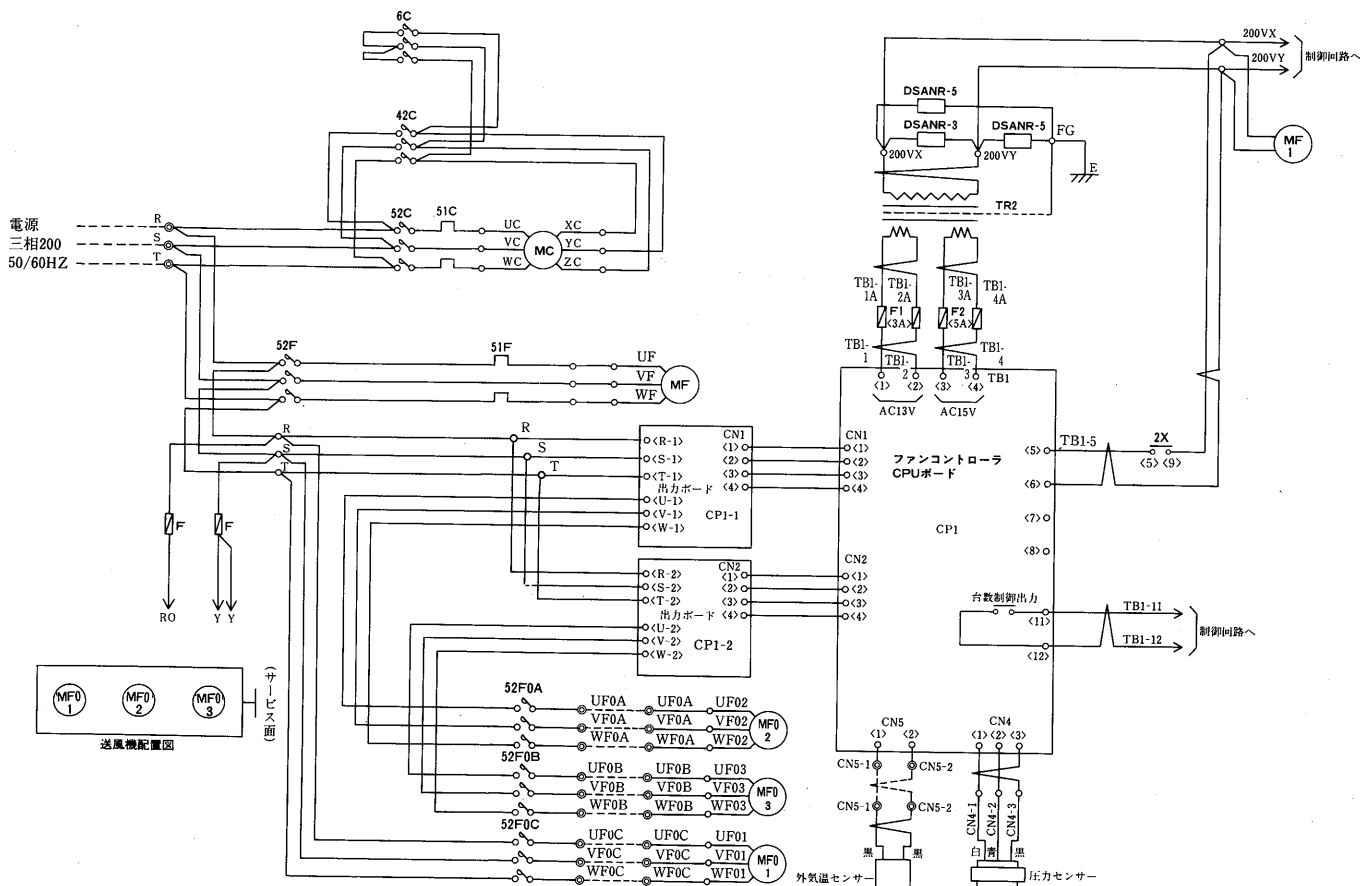 6C
42C
電源
三相200
50/60HZ
R
S
T
52C
51C
UC
VC
WC
MC
XC
YC
ZC
52F
51F
UF
VF
WF
MF
R
S
T
F
F
RO
Y
Y
R
S
T
<R-1>
<S-1>
<T-1>
出力ボード
<U-1>
<V-1>
<W-1>
CN1
<1>
<2>
<3>
<4>
CP1-1
<R-2>
<S-2>
<T-2>
出力ボード
<U-2>
<V-2>
<W-2>
CN2
<1>
<2>
<3>
<4>
CP1-2
MF0
1
MF0
2
MF0
3
(サービス面)
送風機配置図
52F0A
UF0A
UF0A
UF02
VF0A
VF0A
VF02
WF0A
WF0A
WF02
MF0
2
52F0B
UF0B
UF0B
UF03
VF0B
VF0B
VF03
WF0B
WF0B
WF03
MF0
3
52F0C
UF0C
UF0C
UF01
VF0C
VF0C
VF01
WF0C
WF0C
WF01
MF0
1
200VX
200VY
制御回路へ
MF
1
DSANR-5
DSANR-3
DSANR-5
FG
E
200VX
200VY
TR2
TB1-
1A
TB1-
2A
TB1-
3A
TB1-
4A
F1
<3A>
F2
<5A>
TB1-
1
TB1-
2
TB1-
3
TB1-
4
TB1
<1>
<2>
<3>
<4>
AC13V
AC15V
CN1
<1>
<2>
<3>
<4>
ファンコントローラ
CPUボード
CP1
CN2
<1>
<2>
<3>
<4>
<5>
TB1-5
2X
<5>
<9>
<6>
<7>
<8>
台数制御出力
<11>
TB1-11
<12>
TB1-12
制御回路へ
CN5
<1>
<2>
CN4
<1>
<2>
<3>
CN5-1
CN5-2
CN5-1
CN5-2
CN4-1
CN4-2
CN4-3
黒
黒
白
青
黒
外気温センサー
圧力センサー